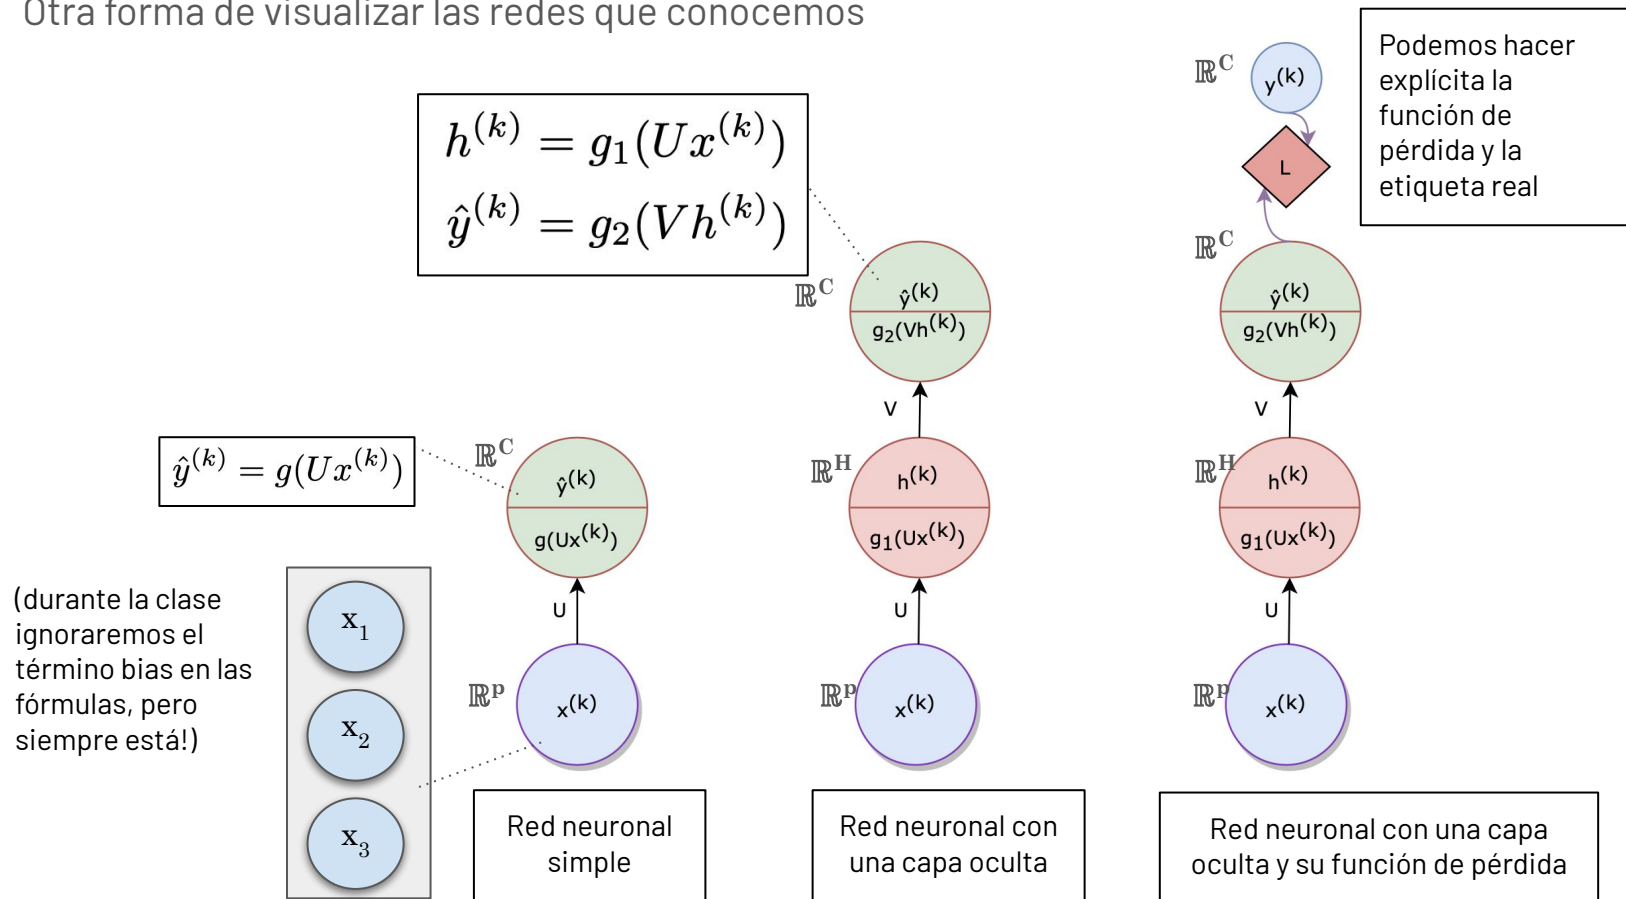 Otra forma de visualizar las redes que conocemos
h^(k) = g_1(Ux^(k))
ŷ^(k) = g_2(Vh^(k))
ŷ^(k) = g(Ux^(k))
(durante la clase
ignoraremos el
término bias en las
fórmulas, pero
siempre está!)
x_1
x_2
x_3
ℝ^C
ŷ^(k)
g(Ux^(k))
U
ℝ^p
x^(k)
Red neuronal
simple
ℝ^C
ŷ^(k)
g_2(Vh^(k))
V
ℝ^H
h^(k)
g_1(Ux^(k))
U
ℝ^p
x^(k)
Red neuronal con
una capa oculta
ℝ^C
y^(k)
L
ℝ^C
ŷ^(k)
g_2(Vh^(k))
V
ℝ^H
h^(k)
g_1(Ux^(k))
U
ℝ^p
x^(k)
Red neuronal con una capa
oculta y su función de pérdida
Podemos hacer
explícita la
función de
pérdida y la
etiqueta real